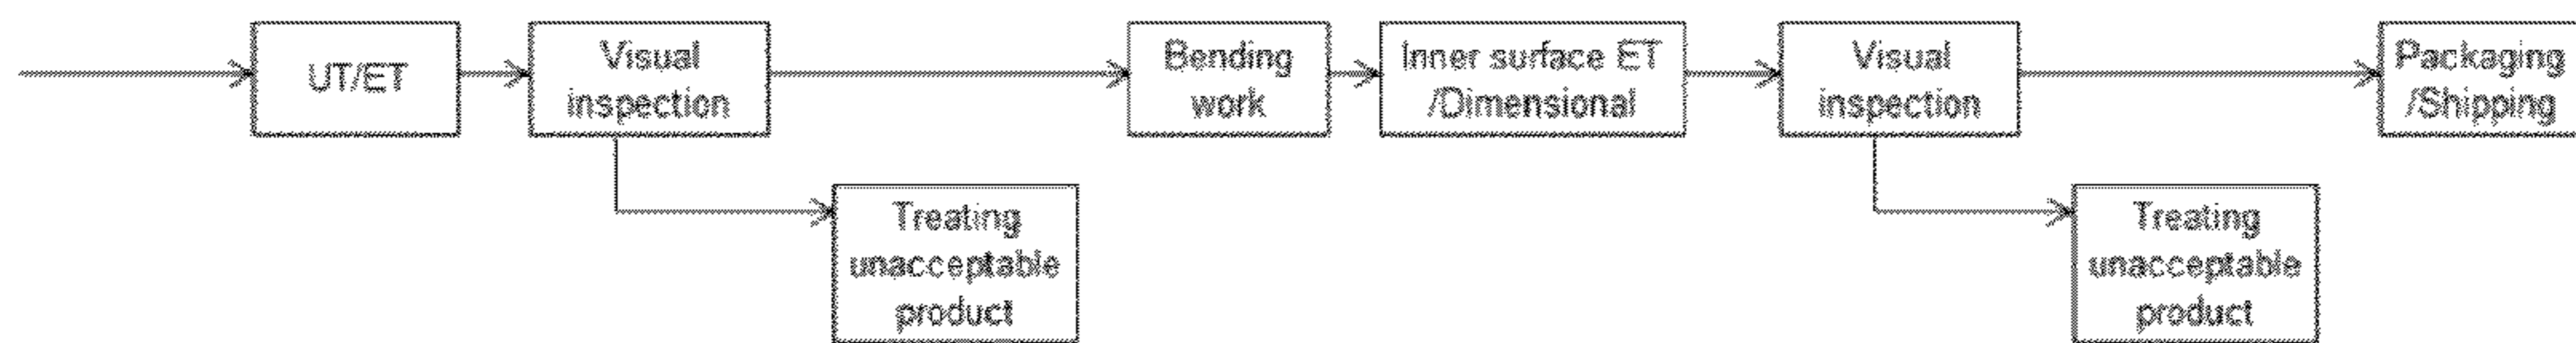 UT/ET
Visual
inspection
Bending
work
Inner surface ET
/Dimensional
Visual
inspection
Packaging
/Shipping
Treating
unacceptable
product
Treating
unacceptable
product